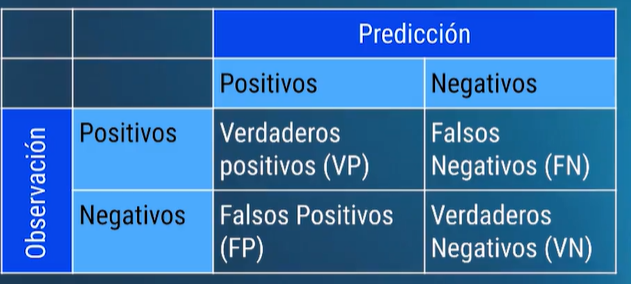 Predicción
Positivos
Negativos
Observación
Positivos
Verdaderos
positivos (VP)
Falsos
Negativos (FN)
Negativos
Falsos Positivos
(FP)
Verdaderos
Negativos (VN)